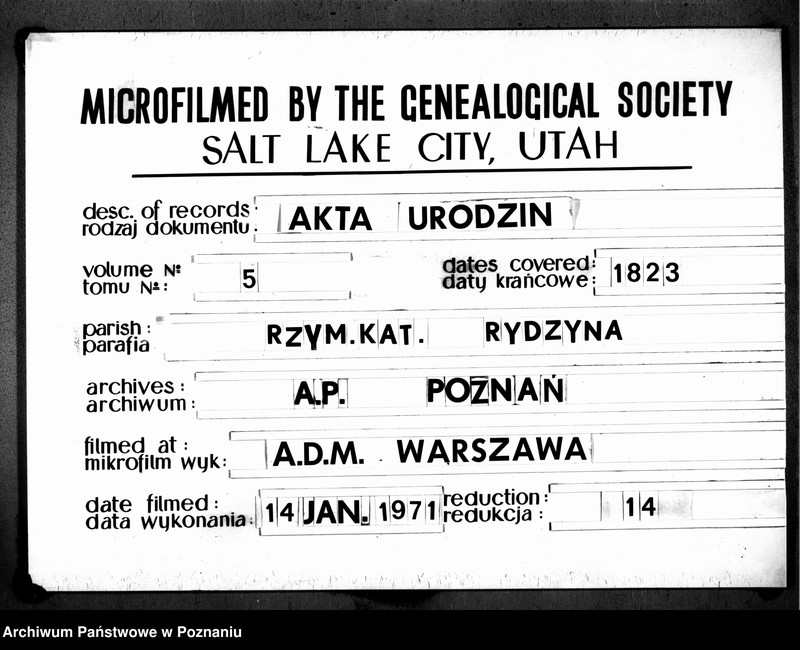 MICROFILMED BY THE GENEALOGICAL SOCIETY
SALT LAKE CITY, UTAH
desc. of records: AKTA URODZIN
rodzaj dokumentu:
volume №
tomu №: 5
dates covered: 1823
daty krańcowe:
parish: RZYM.KAT. RYDZYNA
parafia
archives: A.P. POZNAŃ
archiwum:
filmed at: A.D.M. WARSZAWA
mikrofilm wyk:
date filmed: 14 JAN. 1971
data wykonania:
reduction: 14
redukcja:
Archiwum Państwowe w Poznaniu